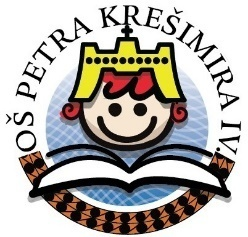 OŠ PETRA KREŠIMIRA IV.